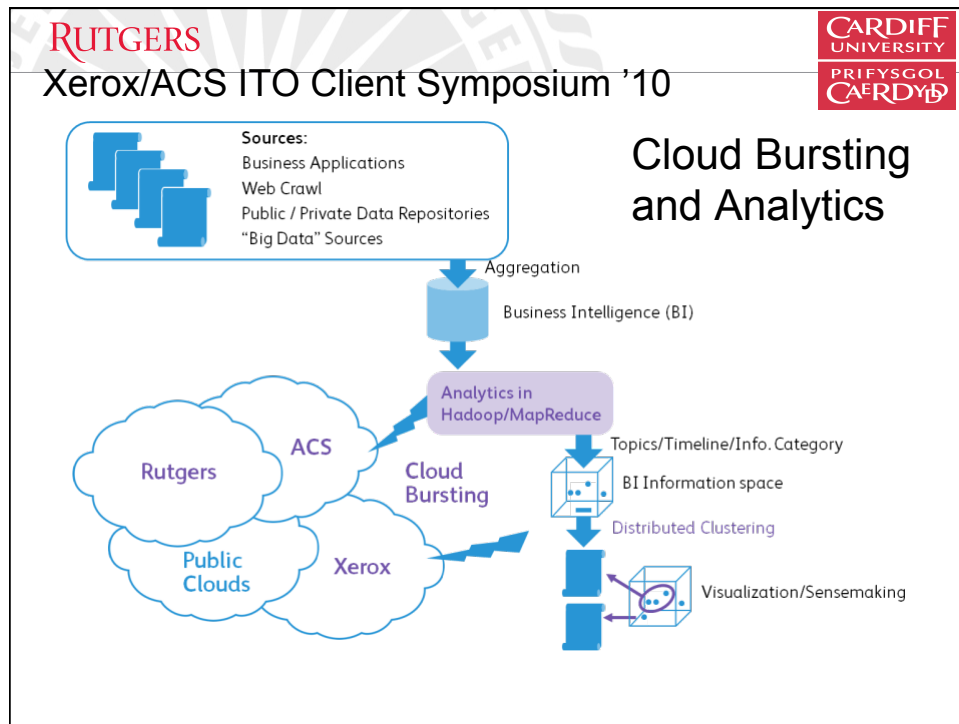 RUTGERS
CARDIFF
UNIVERSITY
PRIFYSGOL
CAERDYDD
Xerox/ACS ITO Client Symposium ’10
Cloud Bursting
and Analytics
Sources:
Business Applications
Web Crawl
Public / Private Data Repositories
“Big Data” Sources
Aggregation
Business Intelligence (BI)
Analytics in
Hadoop/MapReduce
Topics/Timeline/Info. Category
BI Information space
Distributed Clustering
Visualization/Sensemaking
Cloud
Bursting
ACS
Rutgers
Public
Clouds
Xerox